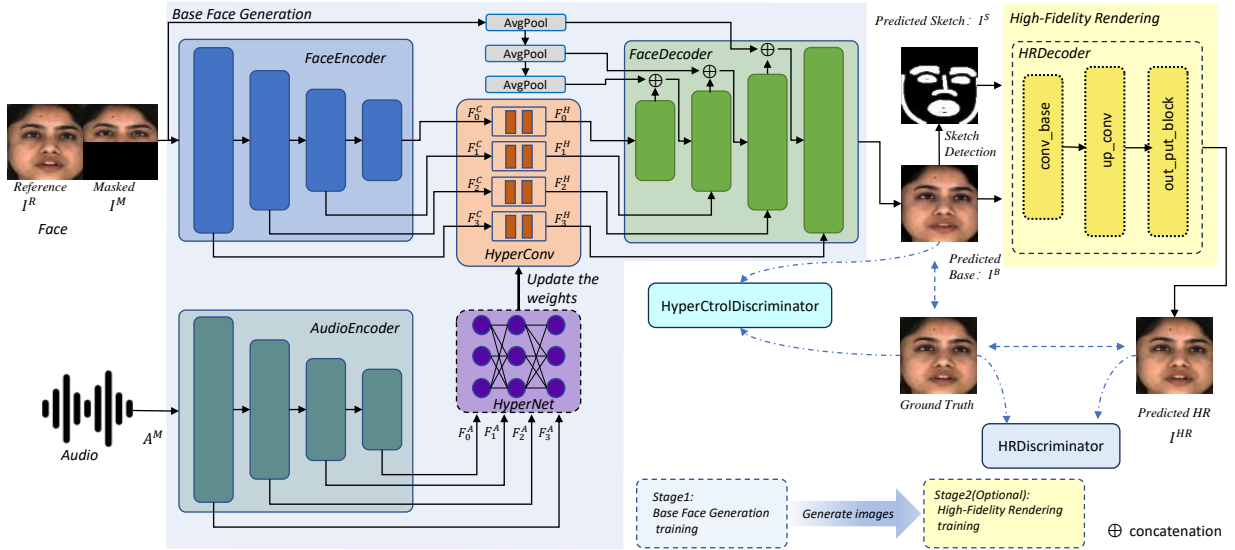 Base Face Generation
AvgPool
AvgPool
AvgPool
FaceEncoder
FaceDecoder
Predicted Sketch: I^S
High-Fidelity Rendering
HRDecoder
conv_base
up_conv
out_put_block
Reference
I^R
Masked
I^M
Face
F_0^C
F_0^H
F_1^C
F_1^H
F_2^C
F_2^H
F_3^C
F_3^H
HyperConv
Sketch
Detection
Predicted
Base: I^B
Update the
weights
HyperCtrolDiscriminator
AudioEncoder
HyperNet
A^M
Audio
F_0^A F_1^A F_2^A F_3^A
Ground Truth
Predicted HR
I^HR
HRDiscriminator
Stage1:
Base Face Generation
training
Generate images
Stage2(Optional):
High-Fidelity Rendering
training
⊕ concatenation